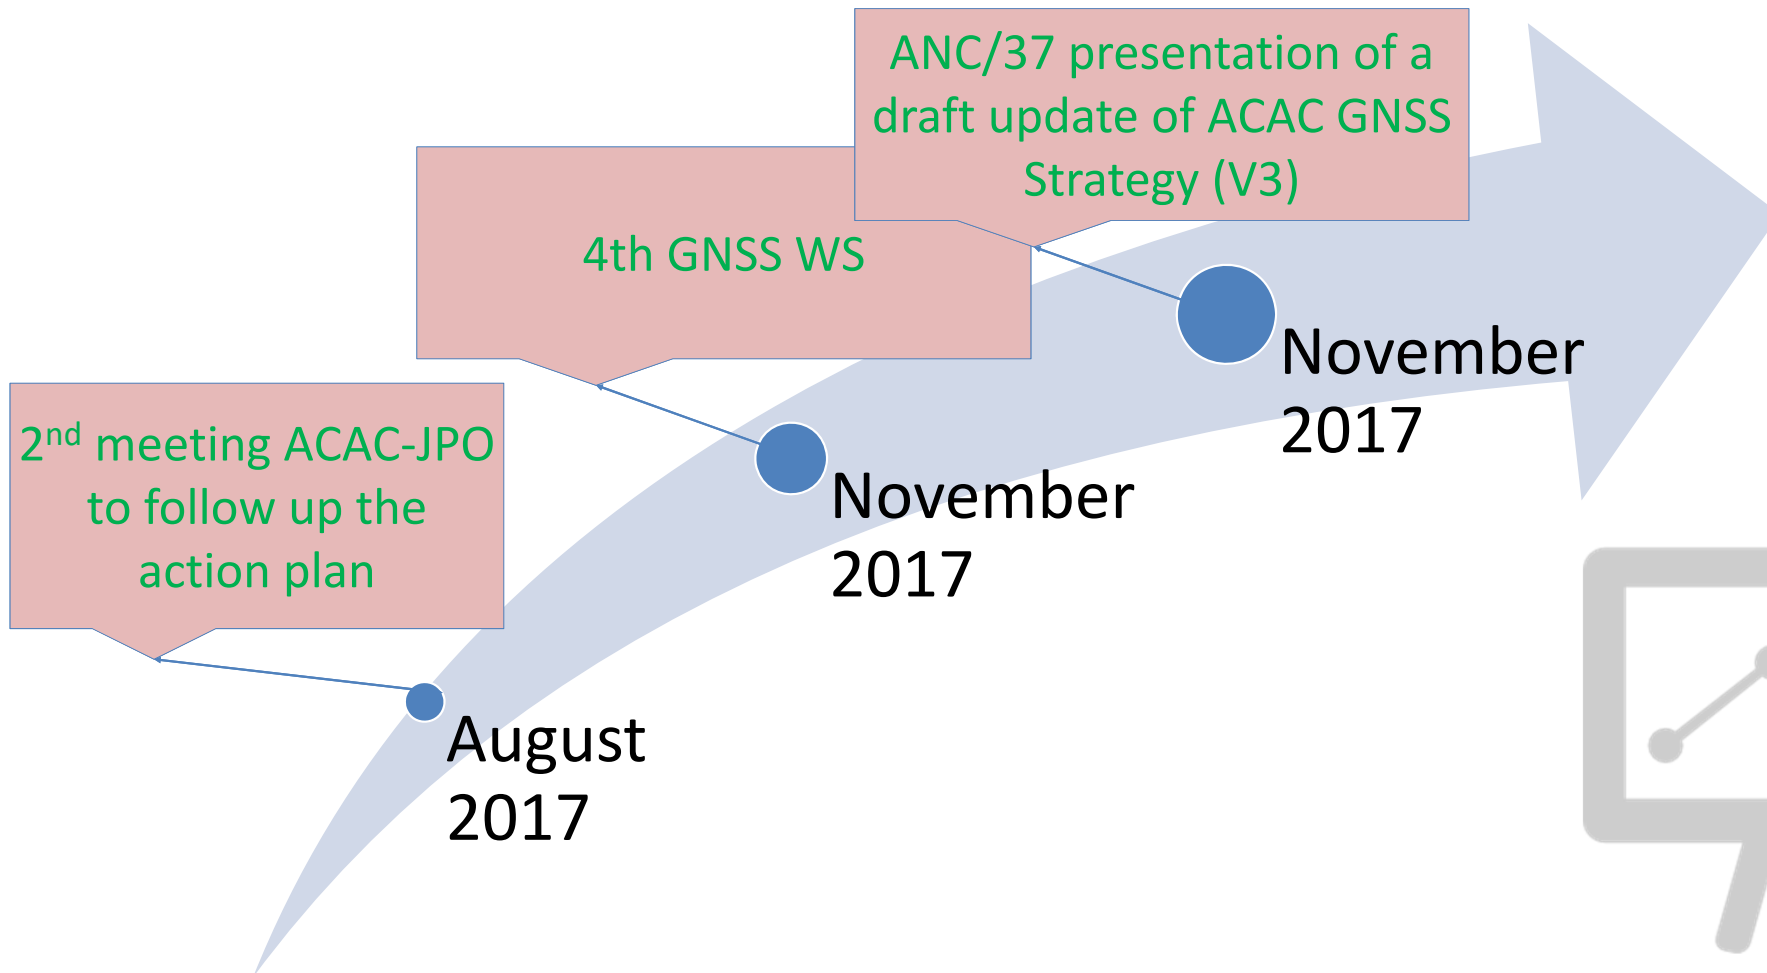 ANC/37 presentation of a
draft update of ACAC GNSS
Strategy (V3)
4th GNSS WS
November
2017
2nd meeting ACAC-JPO
to follow up the
action plan
November
2017
August
2017